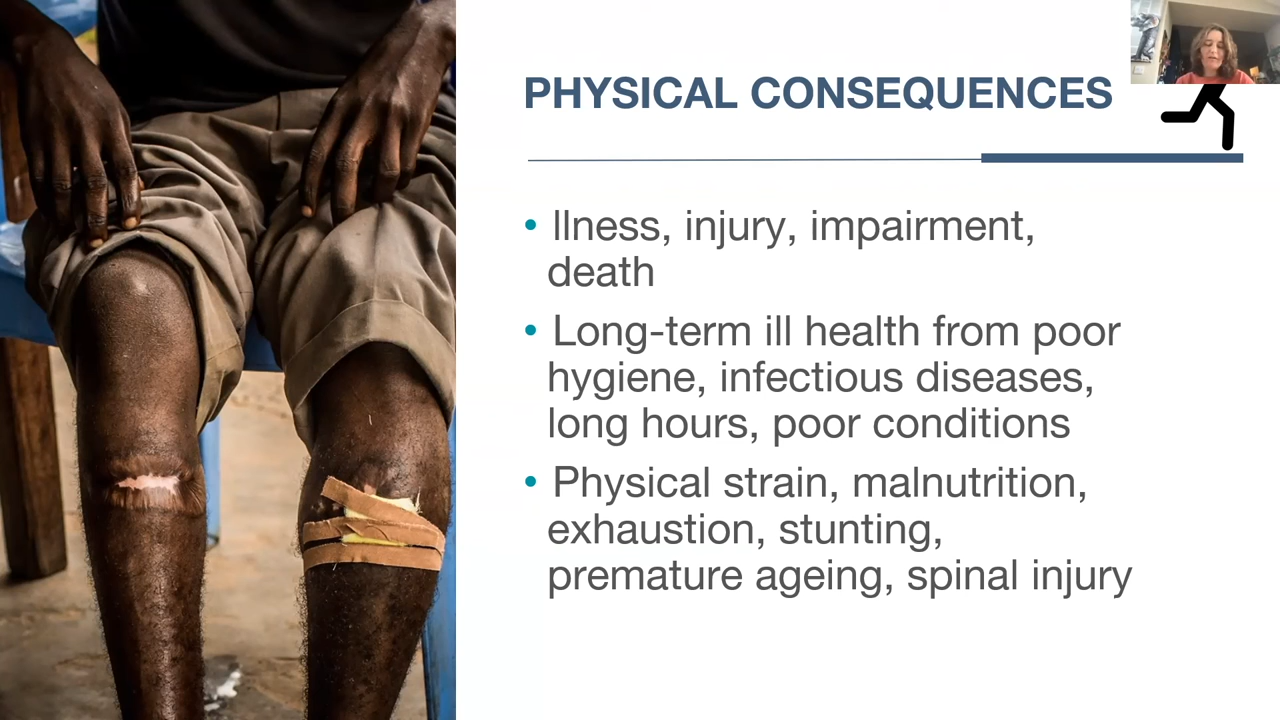 PHYSICAL CONSEQUENCES
• llness, injury, impairment,
death
• Long-term ill health from poor
hygiene, infectious diseases,
long hours, poor conditions
• Physical strain, malnutrition,
exhaustion, stunting,
premature ageing, spinal injury